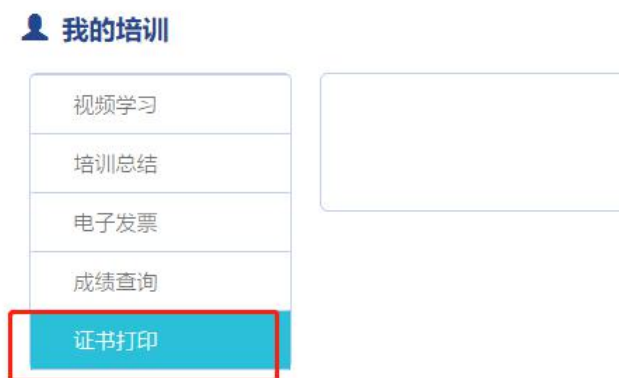 我的培训
视频学习
培训总结
电子发票
成绩查询
证书打印